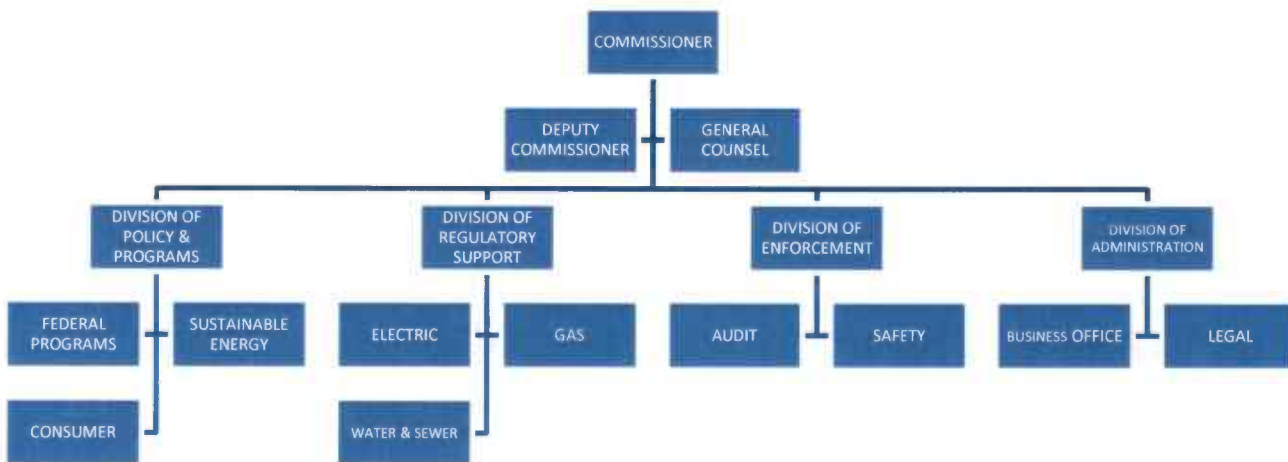 COMMISSIONER
DEPUTY
COMMISSIONER
GENERAL
COUNSEL
DIVISION OF
POLICY &
PROGRAMS
DIVISION OF
REGULATORY
SUPPORT
DIVISION OF
ENFORCEMENT
DIVISION OF
ADMINISTRATION
FEDERAL
PROGRAMS
SUSTAINABLE
ENERGY
ELECTRIC
GAS
AUDIT
SAFETY
BUSINESS OFFICE
LEGAL
CONSUMER
WATER & SEWER